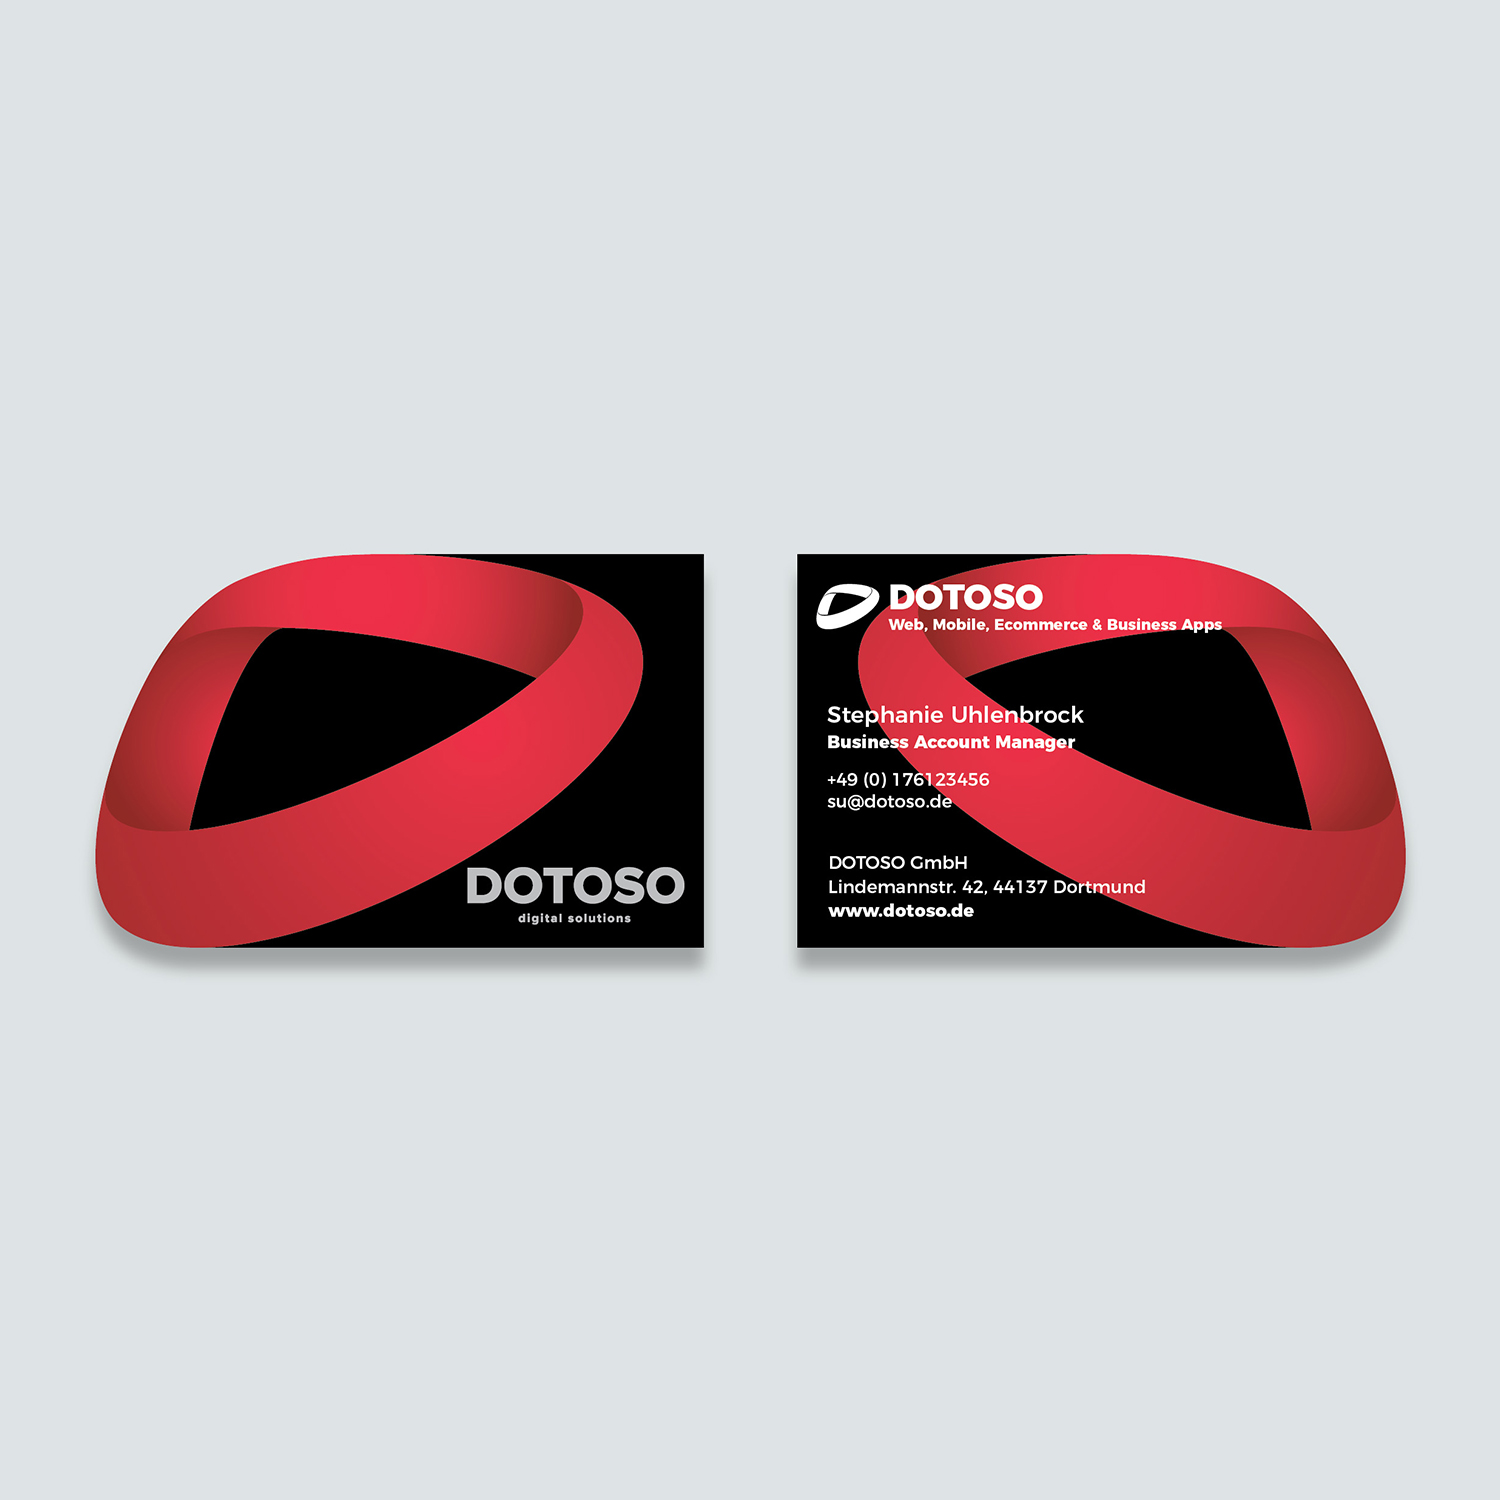 DOTOSO
digital solutions
DOTOSO
Web, Mobile, Ecommerce & Business Apps
Stephanie Uhlenbrock
Business Account Manager
+49 (0) 176123456
su@dotoso.de
DOTOSO GmbH
Lindemannstr. 42, 44137 Dortmund
www.dotoso.de